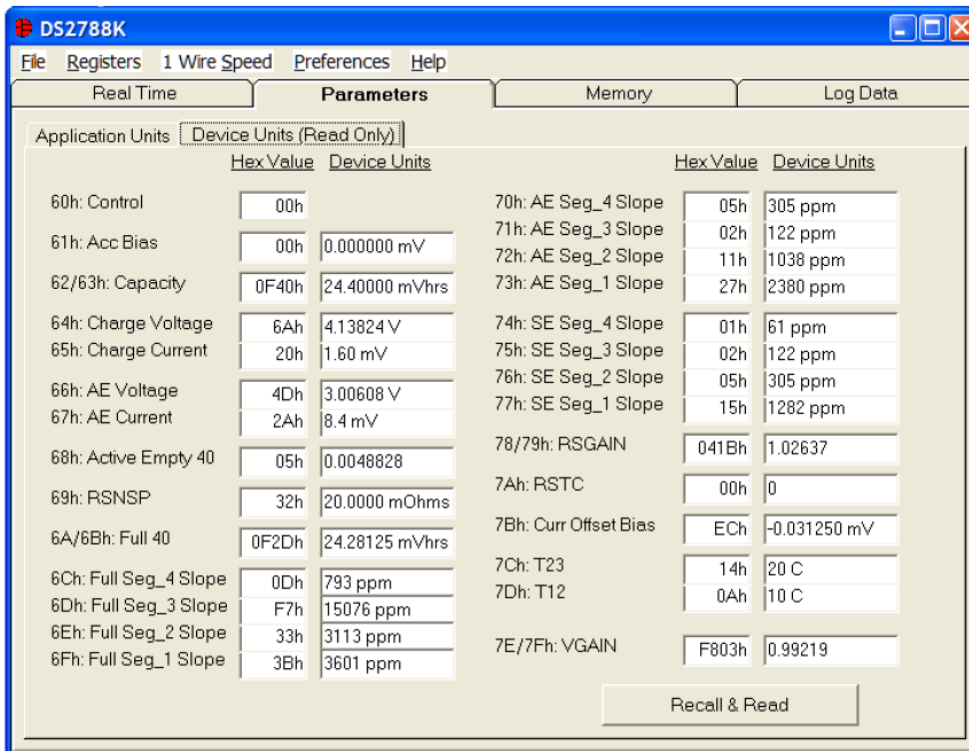 DS2788K
File Registers 1 Wire Speed Preferences Help
Real Time Parameters Memory Log Data
Application Units Device Units (Read Only)
Hex Value Device Units
60h: Control 00h
61h: Acc Bias 00h 0.000000 mV
62/63h: Capacity 0F40h 24.40000 mVhrs
64h: Charge Voltage 6Ah 4.13824 V
65h: Charge Current 20h 1.60 mV
66h: AE Voltage 4Dh 3.00608 V
67h: AE Current 2Ah 8.4 mV
68h: Active Empty 40 05h 0.0048828
69h: RSNSP 32h 20.0000 mOhms
6A/6Bh: Full 40 0F2Dh 24.28125 mVhrs
6Ch: Full Seg_4 Slope 0Dh 793 ppm
6Dh: Full Seg_3 Slope F7h 15076 ppm
6Eh: Full Seg_2 Slope 33h 3113 ppm
6Fh: Full Seg_1 Slope 3Bh 3601 ppm
Hex Value Device Units
70h: AE Seg_4 Slope 05h 305 ppm
71h: AE Seg_3 Slope 02h 122 ppm
72h: AE Seg_2 Slope 11h 1038 ppm
73h: AE Seg_1 Slope 27h 2380 ppm
74h: SE Seg_4 Slope 01h 61 ppm
75h: SE Seg_3 Slope 02h 122 ppm
76h: SE Seg_2 Slope 05h 305 ppm
77h: SE Seg_1 Slope 15h 1282 ppm
78/79h: RSGAIN 041Bh 1.02637
7Ah: RSTC 00h 0
7Bh: Curr Offset Bias ECh -0.031250 mV
7Ch: T23 14h 20 C
7Dh: T12 0Ah 10 C
7E/7Fh: VGAIN F803h 0.99219
Recall & Read